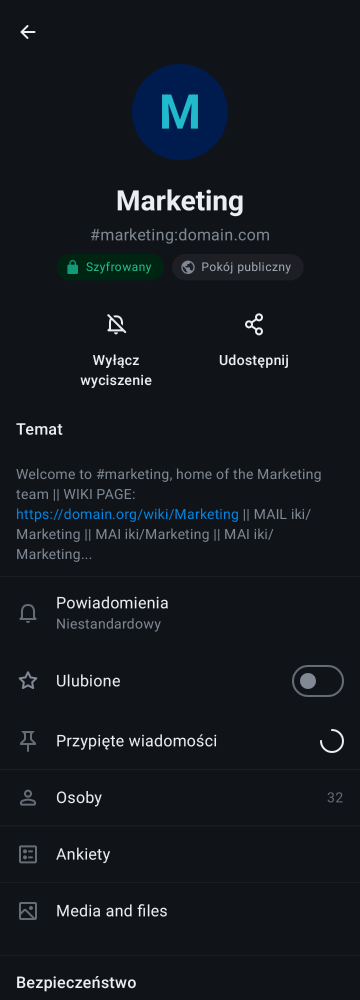 M
Marketing
#marketing:domain.com
Szyfrowany
Pokój publiczny
Wyłącz
wyciszenie
Udostępnij
Temat
Welcome to #marketing, home of the Marketing
team || WIKI PAGE:
https://domain.org/wiki/Marketing || MAIL iki/
Marketing || MAI iki/Marketing || MAI iki/
Marketing...
Powiadomienia
Niestandardowy
Ulubione
Przypięte wiadomości
Osoby 32
Ankiety
Media and files
Bezpieczeństwo